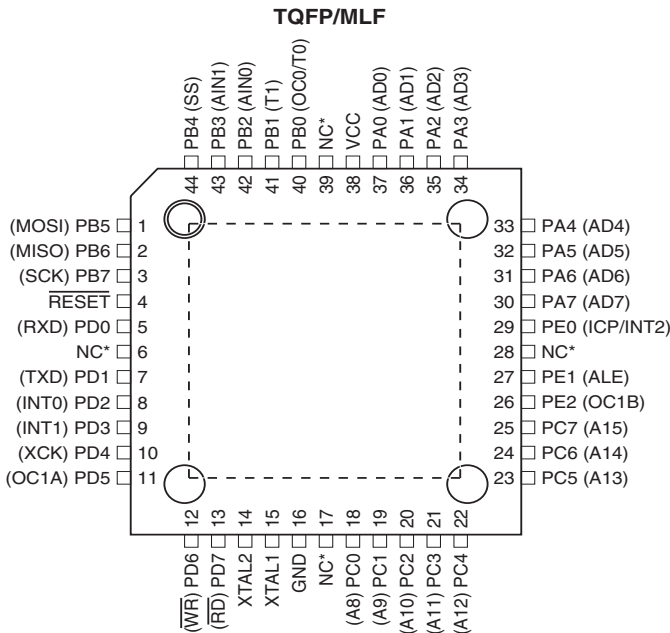 TQFP/MLF
PB4 (SS)
PB3 (AIN1)
PB2 (AIN0)
PB1 (T1)
PB0 (OC0/T0)
NC*
VCC
PA0 (AD0)
PA1 (AD1)
PA2 (AD2)
PA3 (AD3)
44 43 42 41 40 39 38 37 36 35 34
(MOSI) PB5 1
(MISO) PB6 2
(SCK) PB7 3
RESET 4
(RXD) PD0 5
NC* 6
(TXD) PD1 7
(INT0) PD2 8
(INT1) PD3 9
(XCK) PD4 10
(OC1A) PD5 11
33 PA4 (AD4)
32 PA5 (AD5)
31 PA6 (AD6)
30 PA7 (AD7)
29 PE0 (ICP/INT2)
28 NC*
27 PE1 (ALE)
26 PE2 (OC1B)
25 PC7 (A15)
24 PC6 (A14)
23 PC5 (A13)
12 13 14 15 16 17 18 19 20 21 22
(WR) PD6
(RD) PD7
XTAL2
XTAL1
GND
NC*
(A8) PC0
(A9) PC1
(A10) PC2
(A11) PC3
(A12) PC4